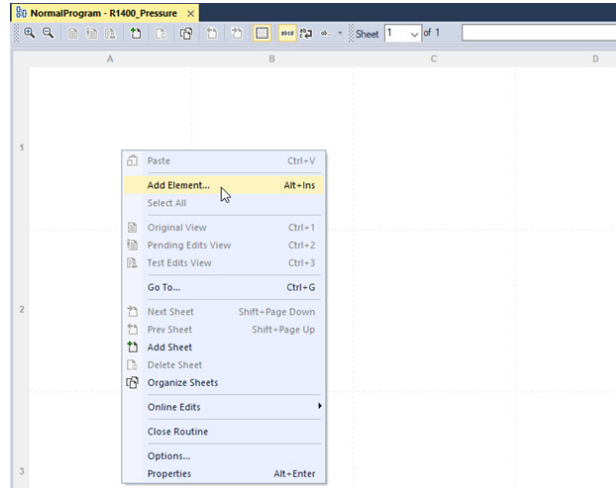 NormalProgram - R1400_Pressure ×
abcd ab.. Sheet 1 of 1
A B C D
1
Paste Ctrl+V
Add Element... Alt+Ins
Select All
Original View Ctrl+1
Pending Edits View Ctrl+2
Test Edits View Ctrl+3
Go To... Ctrl+G
2
Next Sheet Shift+Page Down
Prev Sheet Shift+Page Up
Add Sheet
Delete Sheet
Organize Sheets
Online Edits
Close Routine
Options...
3
Properties Alt+Enter